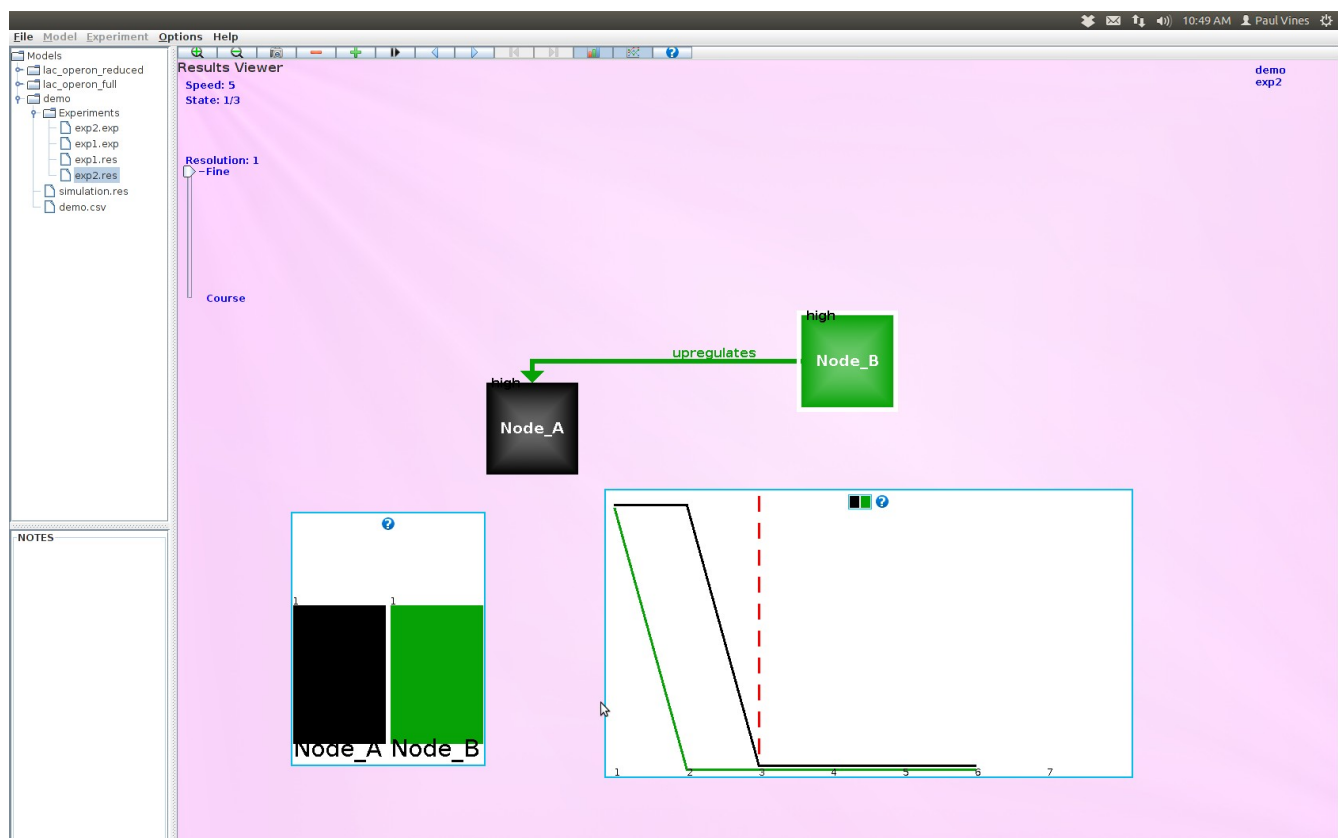 10:49 AM Paul Vines
File Model Experiment Options Help
Models
lac_operon_reduced
lac_operon_full
demo
Experiments
exp2.exp
exp1.exp
exp1.res
exp2.res
simulation.res
demo.csv
NOTES
Results Viewer
Speed: 5
State: 1/3
demo
exp2
Resolution: 1
Fine
Course
high
upregulates
Node_B
high
Node_A
1 1
Node_A Node_B
1 2 3 4 5 6 7